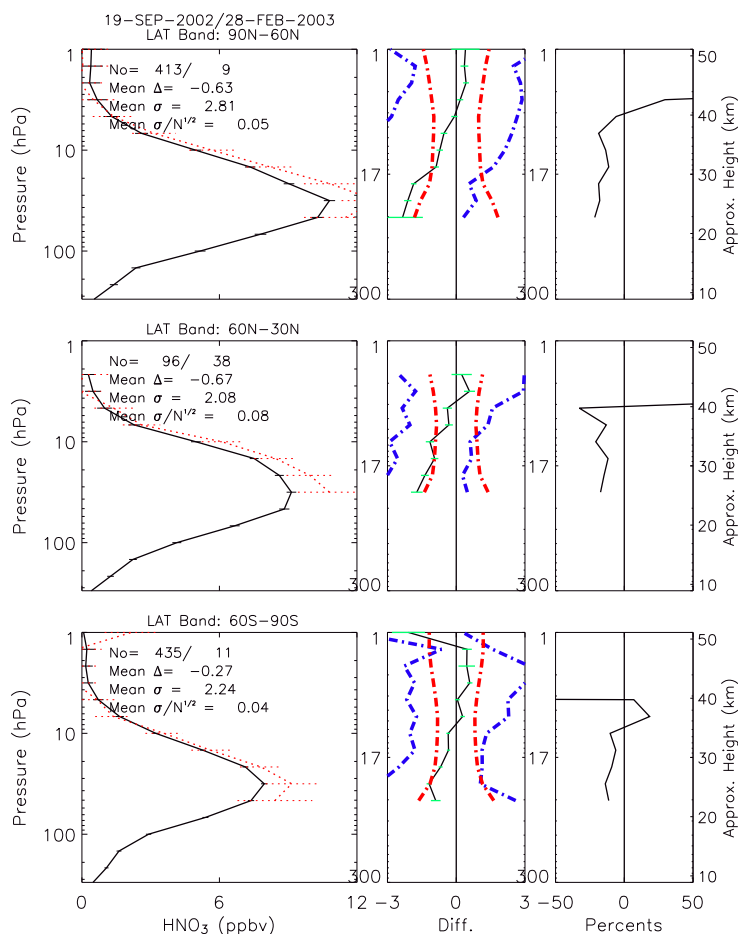 19-SEP-2002/28-FEB-2003
LAT Band: 90N-60N
No= 413/ 9
Mean Δ= -0.63
Mean σ = 2.81
Mean σ/N^1/2 = 0.05
Pressure (hPa)
1
10
100
1
17
300
17
300
50
40
30
20
10
Approx. Height (km)
LAT Band: 60N-30N
No= 96/ 38
Mean Δ= -0.67
Mean σ = 2.08
Mean σ/N^1/2 = 0.08
Pressure (hPa)
1
10
100
1
17
300
1
17
300
50
40
30
20
10
Approx. Height (km)
LAT Band: 60S-90S
No= 435/ 11
Mean Δ= -0.27
Mean σ = 2.24
Mean σ/N^1/2 = 0.04
Pressure (hPa)
1
10
100
1
17
300
1
17
300
50
40
30
20
10
Approx. Height (km)
0 6 12
-3 0 3
-50 0 50
HNO₃ (ppbv)
Diff.
Percents